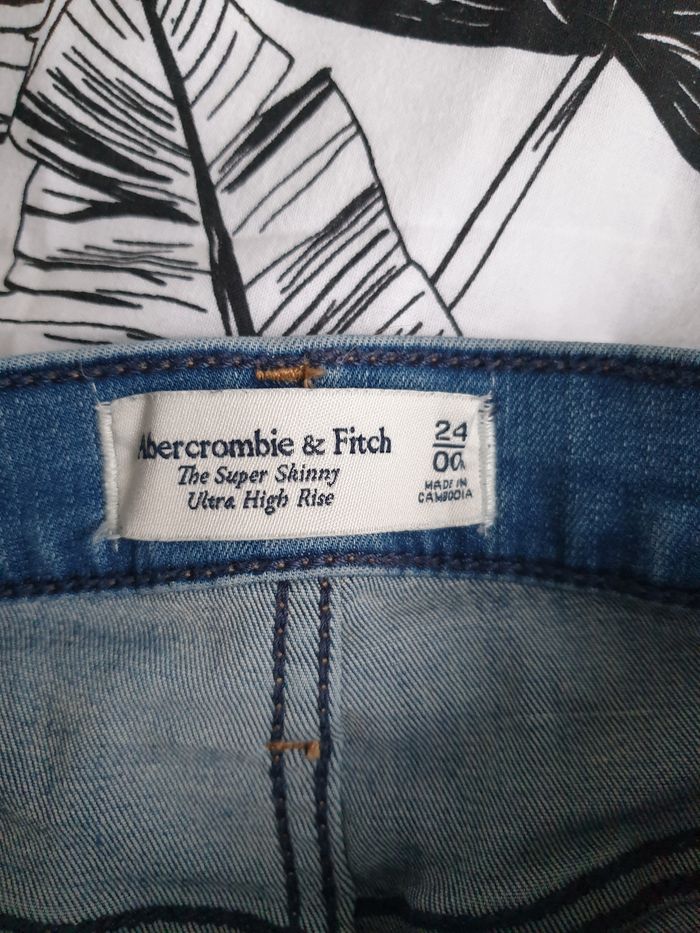 Abercrombie & Fitch
The Super Skinny
Ultra High Rise
24
00
MADE IN
CAMBODIA